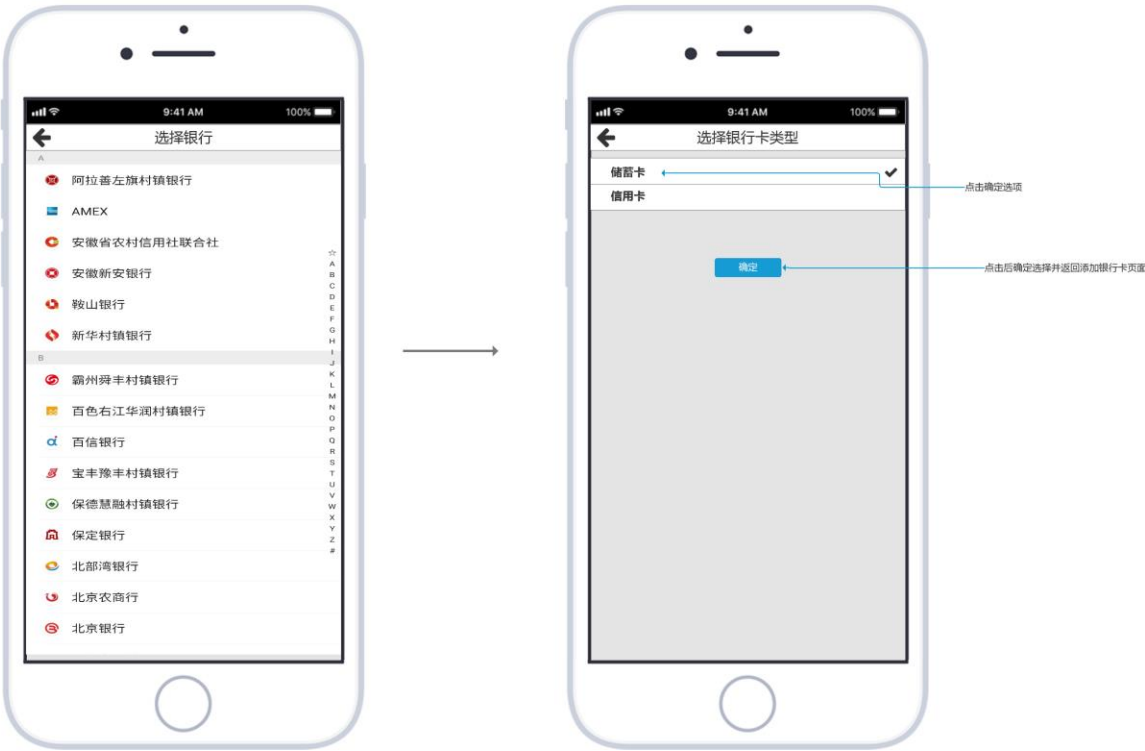 9:41 AM 100%
选择银行
A
阿拉善左旗村镇银行
AMEX
安徽省农村信用社联合社
安徽新安银行
鞍山银行
新华村镇银行
B
霸州舜丰村镇银行
百色右江华润村镇银行
百信银行
宝丰豫丰村镇银行
保德慧融村镇银行
保定银行
北部湾银行
北京农商行
北京银行
☆
A
B
C
D
E
F
G
H
I
J
K
L
M
N
O
P
Q
R
S
T
U
V
W
X
Y
Z
#
9:41 AM 100%
选择银行卡类型
储蓄卡
信用卡
确定
点击确定选项
点击后确定选择并返回添加银行卡页面